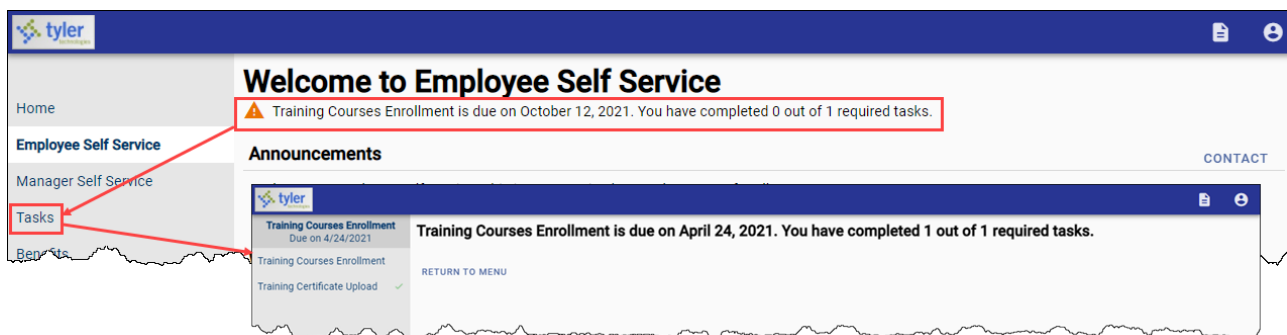 tyler
technologies
Welcome to Employee Self Service
Home
Training Courses Enrollment is due on October 12, 2021. You have completed 0 out of 1 required tasks.
Employee Self Service
Announcements
CONTACT
Manager Self Service
Tasks
Benefits
tyler
Training Courses Enrollment
Due on 4/24/2021
Training Courses Enrollment is due on April 24, 2021. You have completed 1 out of 1 required tasks.
Training Courses Enrollment
RETURN TO MENU
Training Certificate Upload